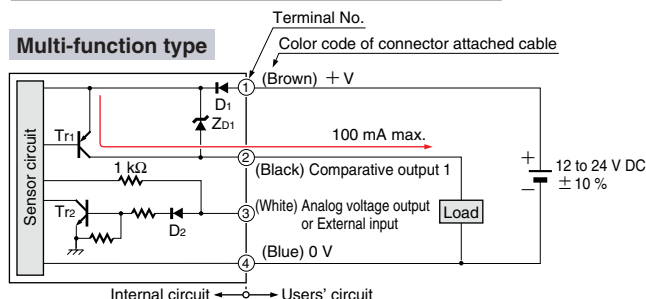 Terminal No.
Multi-function type
Color code of connector attached cable
1 (Brown) +V
D1
ZD1
Tr1
100 mA max.
2
(Black) Comparative output 1
12 to 24 V DC
± 10 %
+
−
Sensor circuit
1 kΩ
Tr2
D2
3 (White) Analog voltage output
or External input
Load
(Blue) 0 V
4
Internal circuit
Users' circuit